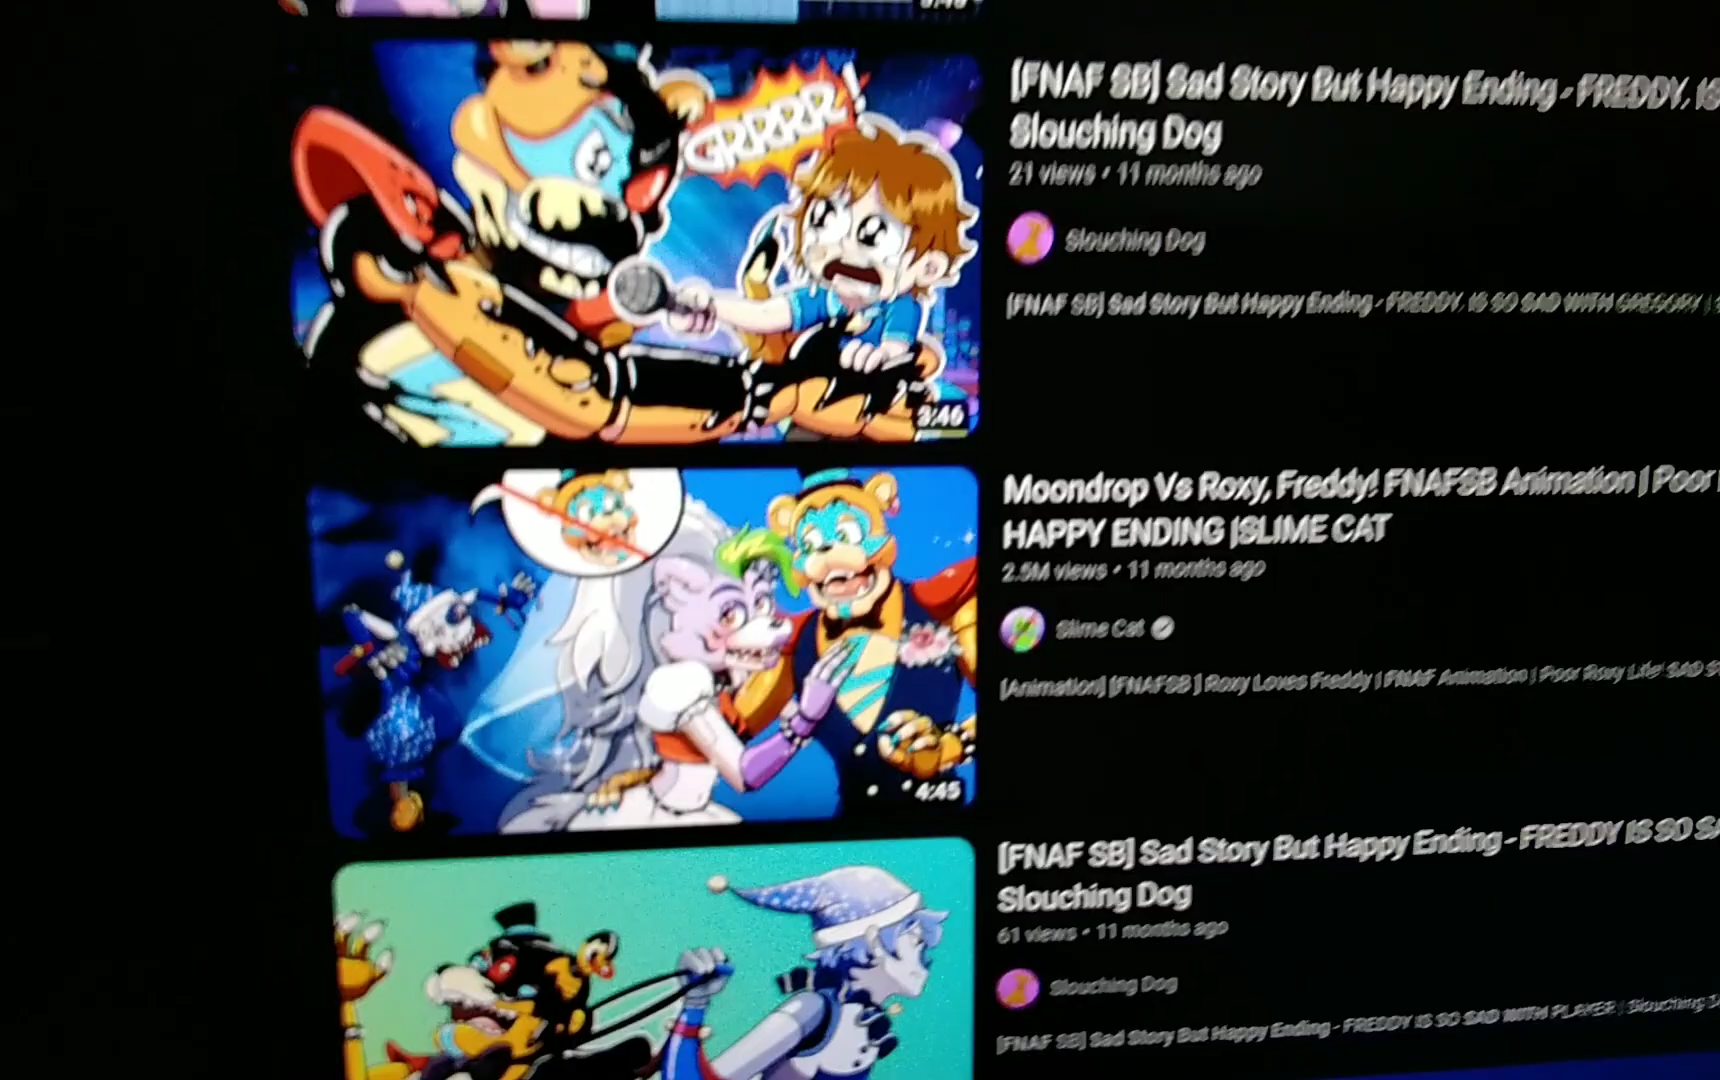 GRRRR!
3:46
[FNAF SB] Sad Story But Happy Ending - FREDDY, IS
Slouching Dog
21 views • 11 months ago
Slouching Dog
[FNAF SB] Sad Story But Happy Ending - FREDDY, IS SO SAD WITH GREGORY |
4:45
Moondrop Vs Roxy, Freddy! FNAFSB Animation | Poor
HAPPY ENDING |SLIME CAT
2.5M views • 11 months ago
Slime Cat
[Animation] [FNAFSB ] Roxy Loves Freddy | FNAF Animation | Poor Roxy Life! SAD
[FNAF SB] Sad Story But Happy Ending - FREDDY IS SO
Slouching Dog
61 views • 11 months ago
Slouching Dog
[FNAF SB] Sad Story But Happy Ending - FREDDY IS SO SAD WITH PLAYER | Slouching